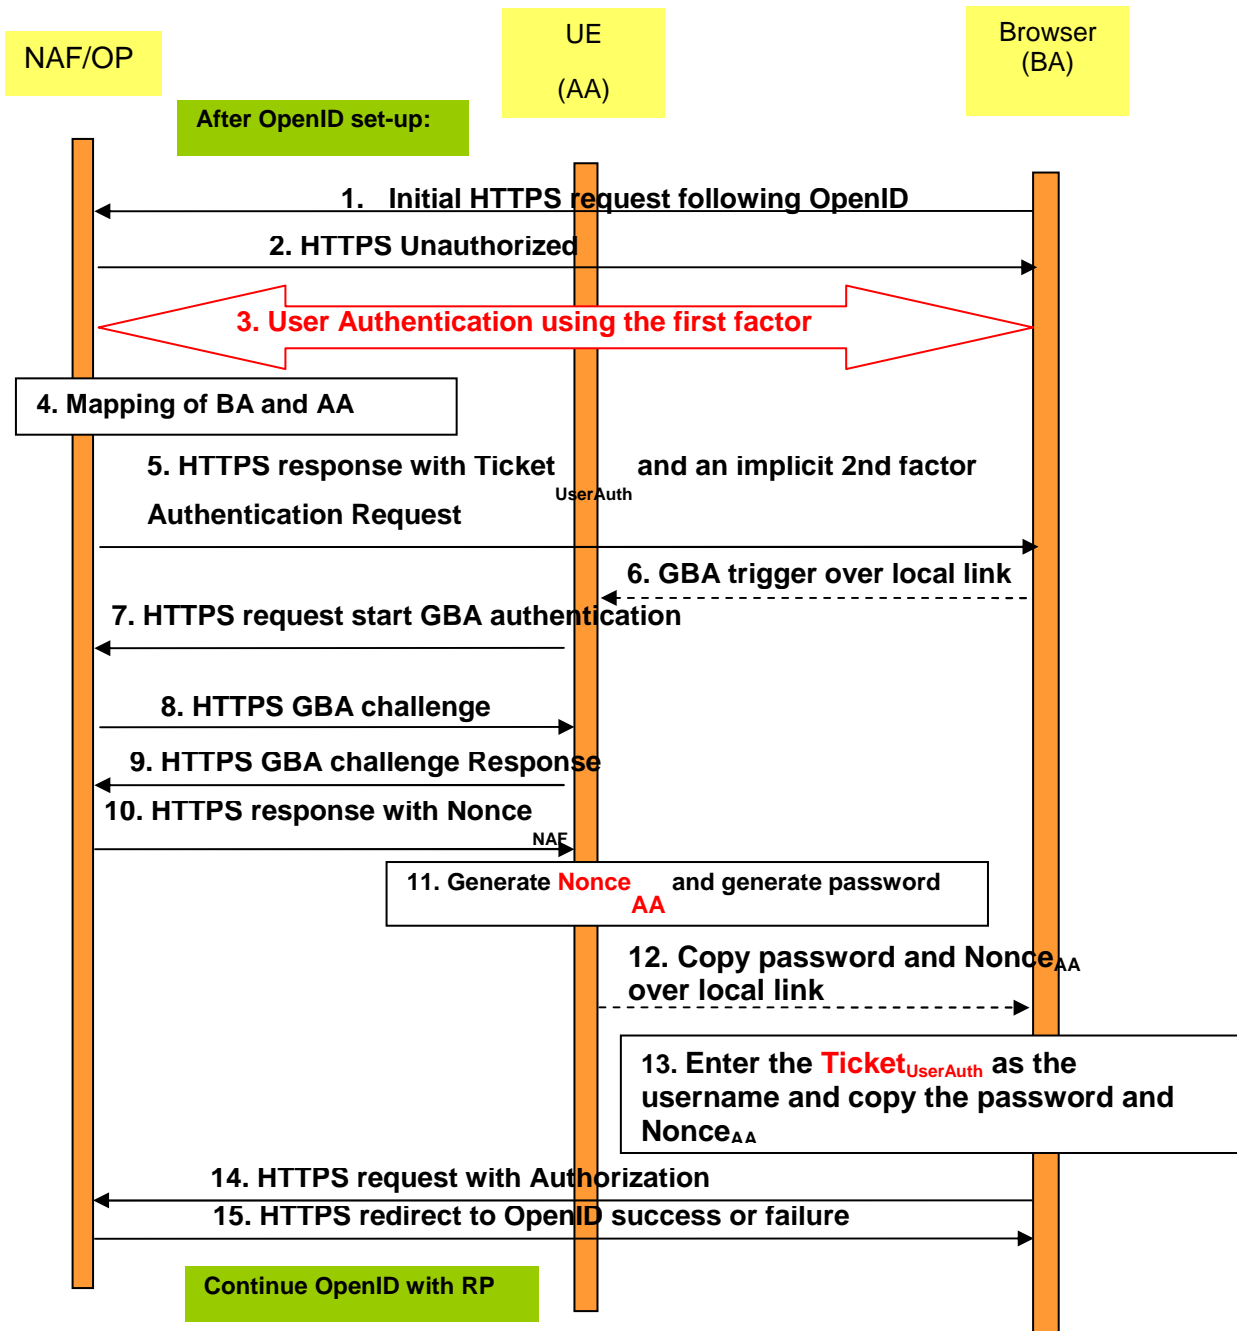 NAF/OP
UE
(AA)
Browser
(BA)
After OpenID set-up:
1. Initial HTTPS request following OpenID
2. HTTPS Unauthorized
3. User Authentication using the first factor
4. Mapping of BA and AA
5. HTTPS response with Ticket UserAuth and an implicit 2nd factor
Authentication Request
6. GBA trigger over local link
7. HTTPS request start GBA authentication
8. HTTPS GBA challenge
9. HTTPS GBA challenge Response
10. HTTPS response with Nonce NAF
11. Generate Nonce AA and generate password
12. Copy password and NonceAA
over local link
13. Enter the TicketUserAuth as the
username and copy the password and
NonceAA
14. HTTPS request with Authorization
15. HTTPS redirect to OpenID success or failure
Continue OpenID with RP